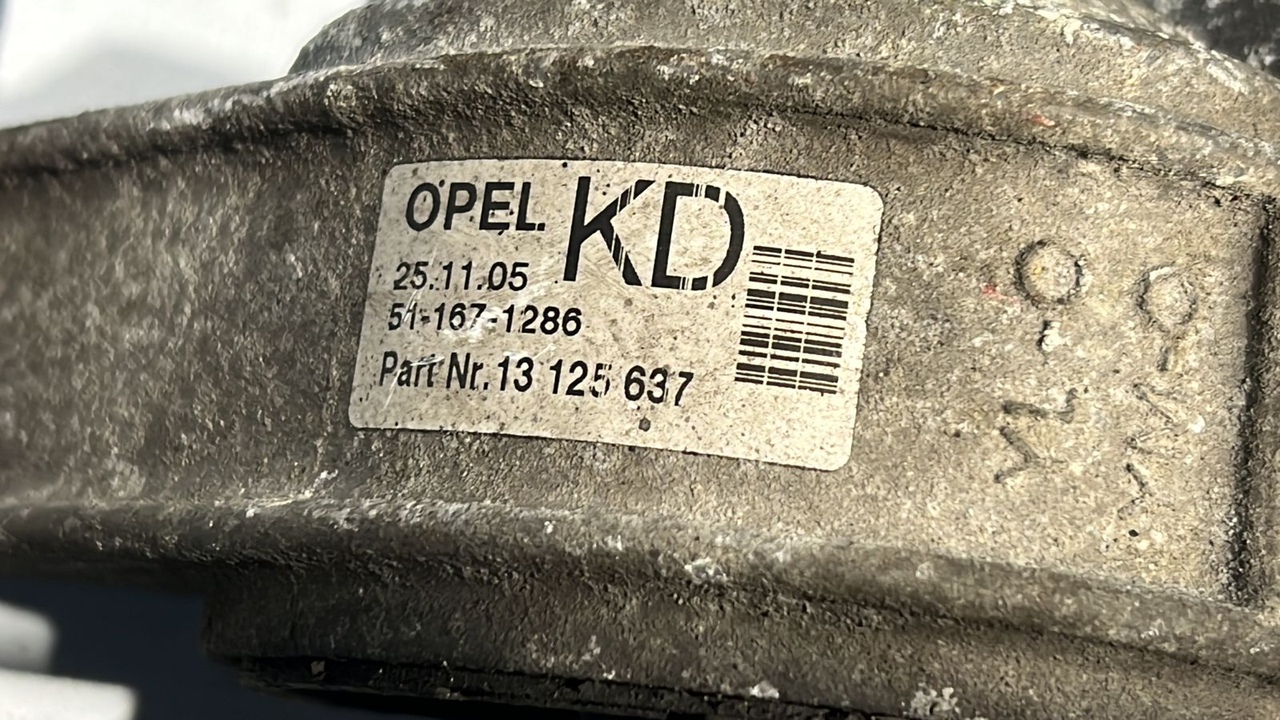 OPEL. KD
25.11.05
51-167-1286
Part Nr. 13 125 637